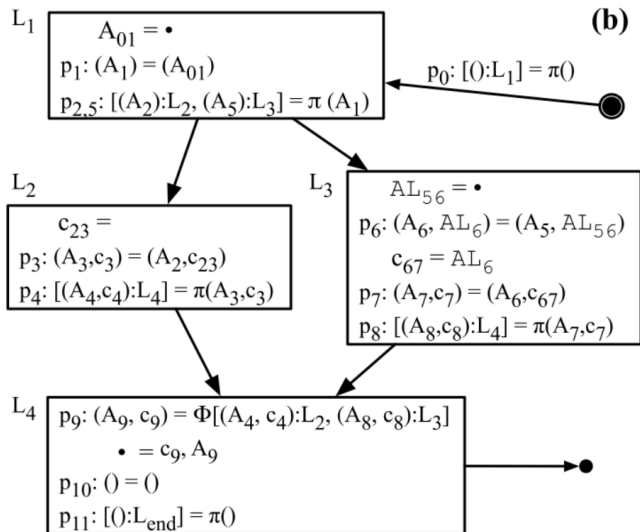 (b)
L1
A01 = •
p1: (A1) = (A01)
p2,5: [(A2):L2, (A5):L3] = π (A1)
p0: [():L1] = π()
L2
c23 =
p3: (A3,c3) = (A2,c23)
p4: [(A4,c4):L4] = π(A3,c3)
L3
AL56 = •
p6: (A6, AL6) = (A5, AL56)
c67 = AL6
p7: (A7,c7) = (A6,c67)
p8: [(A8,c8):L4] = π(A7,c7)
L4
p9: (A9, c9) = Φ[(A4, c4):L2, (A8, c8):L3]
• = c9, A9
p10: () = ()
p11: [():Lend] = π()